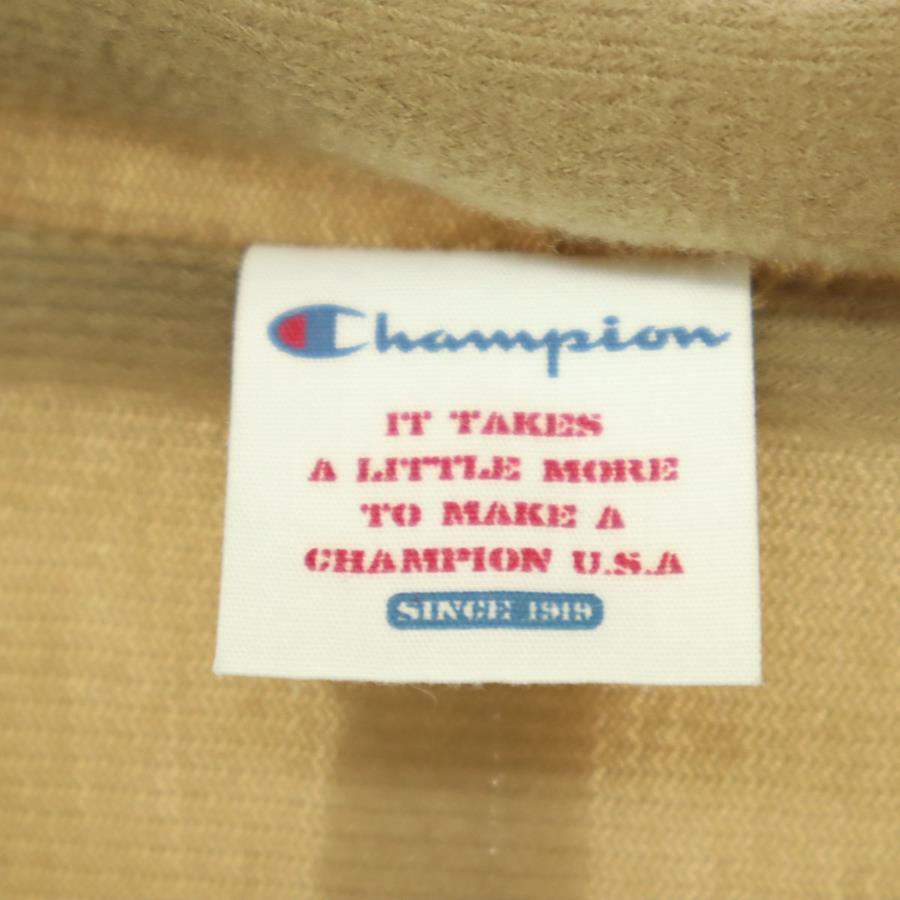 Champion
IT TAKES
A LITTLE MORE
TO MAKE A
CHAMPION U.S.A
SINCE 1919